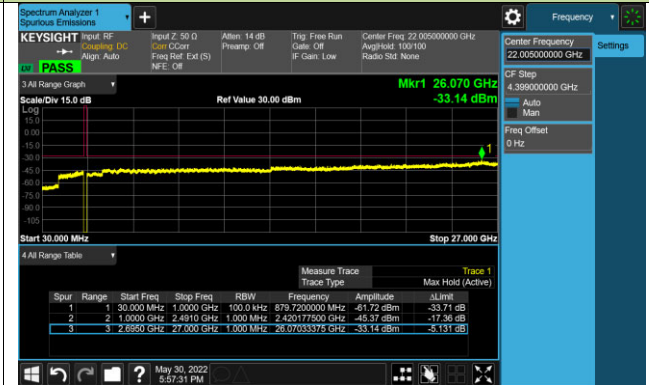 Spectrum Analyzer 1
Spurious Emissions
Frequency
KEYSIGHT Input: RF Input Z: 50 Ω Atten: 14 dB Trig: Free Run Center Freq: 22.005000000 GHz
Coupling: DC Corr CCorr Preamp: Off Gate: Off Avg|Hold: 100/100
Align: Auto Freq Ref: Ext (S) IF Gain: Low Radio Std: None
PASS NFE: Off
Center Frequency
22.005000000 GHz
Settings
CF Step
4.399000000 GHz
Auto
Man
Freq Offset
0 Hz
3 All Range Graph
Mkr1 26.070 GHz
Scale/Div 15.0 dB Ref Value 30.00 dBm -33.14 dBm
Log
15.0
0.00
-15.0
-30.0
-45.0
-60.0
-75.0
-90.0
-105
1
Start 30.000 MHz Stop 27.000 GHz
4 All Range Table
Measure Trace Trace 1
Trace Type Max Hold (Active)
Spur Range Start Freq Stop Freq RBW Frequency Amplitude ΔLimit
1 1 30.000 MHz 1.0000 GHz 100.0 kHz 879.7200000 MHz -61.72 dBm -33.71 dB
2 2 1.0000 GHz 2.4910 GHz 1.000 MHz 2.420177500 GHz -45.37 dBm -17.36 dB
3 3 2.6950 GHz 27.000 GHz 1.000 MHz 26.07033375 GHz -33.14 dBm -5.131 dB
May 30, 2022
5:57:31 PM